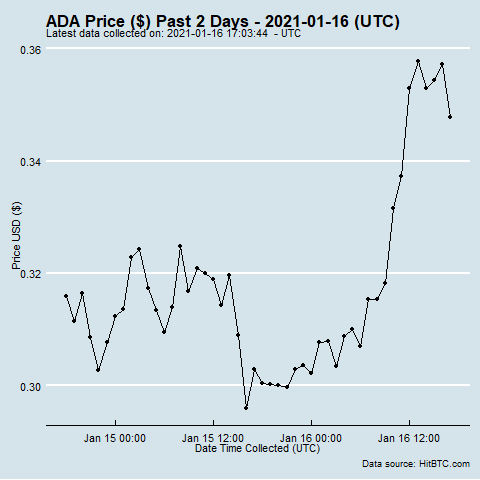 ADA Price ($) Past 2 Days - 2021-01-16 (UTC)
Latest data collected on: 2021-01-16 17:03:44 - UTC
0.36
0.34
0.32
0.30
Price USD ($)
Jan 15 00:00 Jan 15 12:00 Jan 16 00:00 Jan 16 12:00
Date Time Collected (UTC)
Data source: HitBTC.com